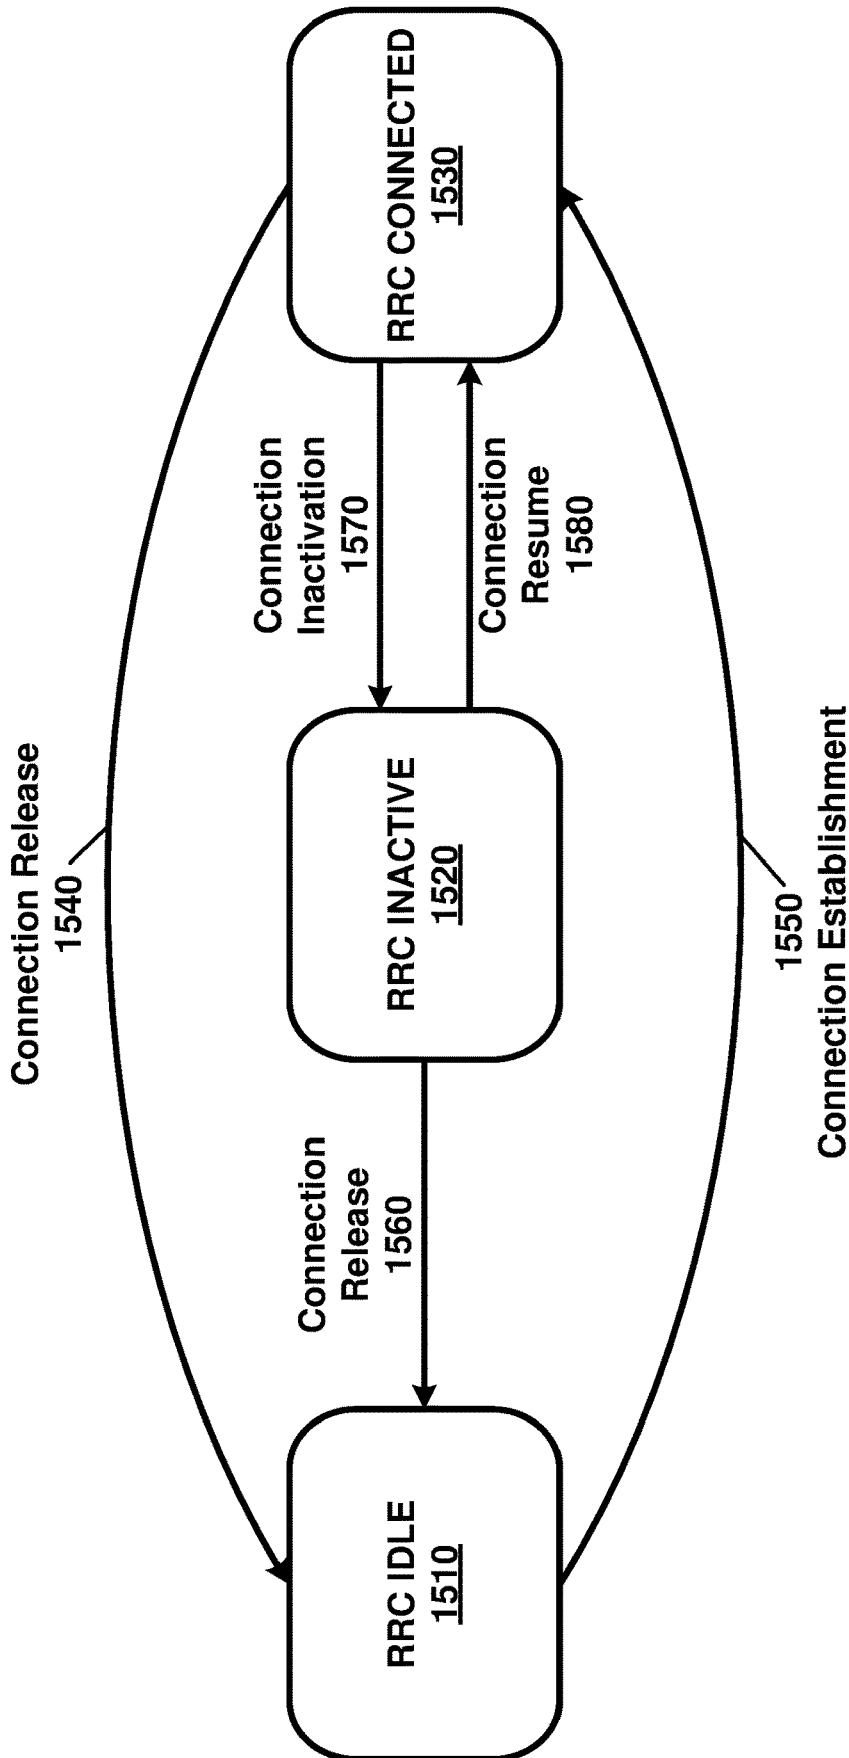 Connection Release
1540
RRC IDLE
1510
Connection
Release
1560
RRC INACTIVE
1520
Connection
Inactivation
1570
Connection
Resume
1580
RRC CONNECTED
1530
1550
Connection Establishment